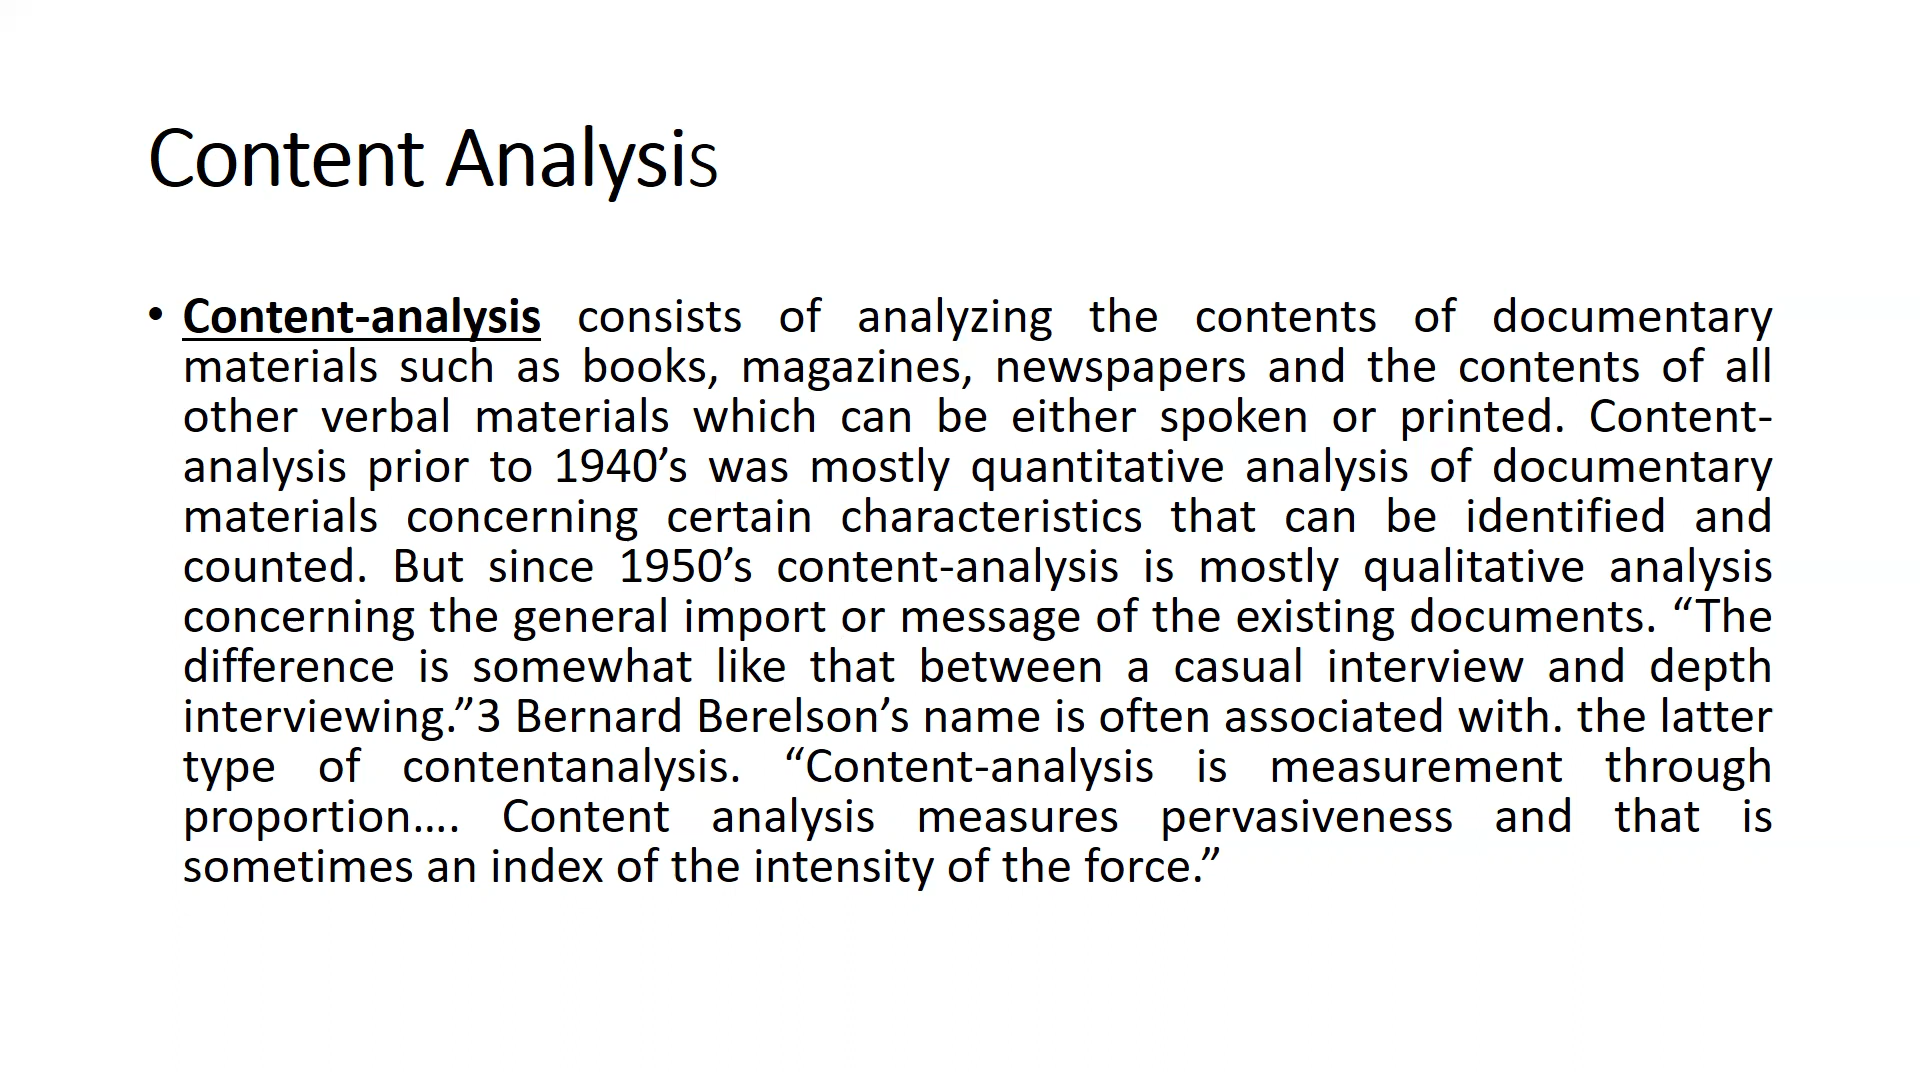 Content Analysis
• Content-analysis consists of analyzing the contents of documentary
materials such as books, magazines, newspapers and the contents of all
other verbal materials which can be either spoken or printed. Content-
analysis prior to 1940’s was mostly quantitative analysis of documentary
materials concerning certain characteristics that can be identified and
counted. But since 1950’s content-analysis is mostly qualitative analysis
concerning the general import or message of the existing documents. “The
difference is somewhat like that between a casual interview and depth
interviewing.”3 Bernard Berelson’s name is often associated with. the latter
type of contentanalysis. “Content-analysis is measurement through
proportion…. Content analysis measures pervasiveness and that is
sometimes an index of the intensity of the force.”